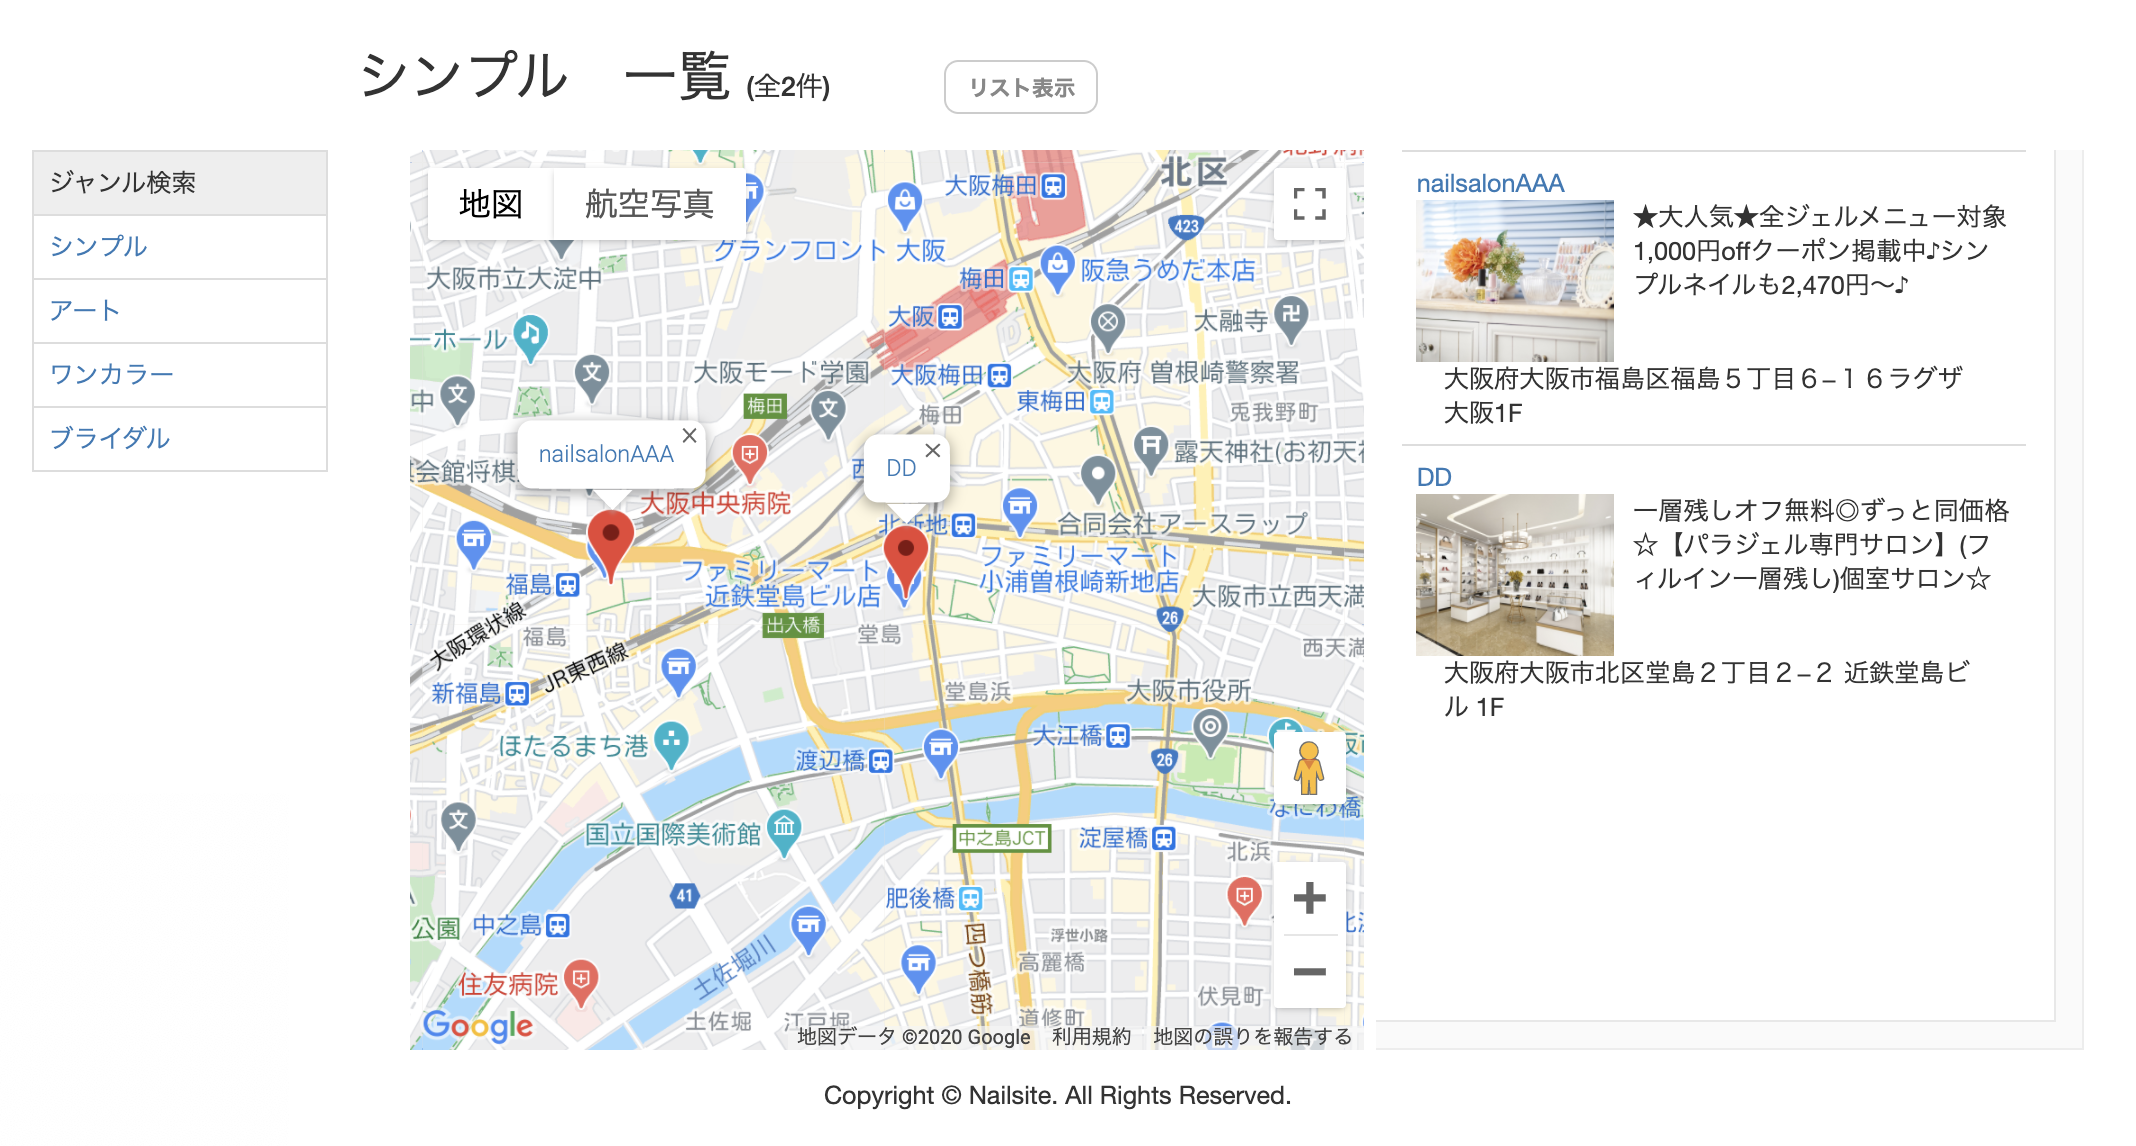 シンプル　一覧 (全2件)
リスト表示
ジャンル検索
シンプル
アート
ワンカラー
ブライダル
地図
航空写真
大阪梅田
北区
423
グランフロント 大阪
大阪市立大淀中
梅田
阪急うめだ本店
大阪
太融寺
ーホール
大阪モード学園
大阪梅田
大阪府 曽根崎警察署
中
梅田
梅田
東梅田
兎我野町
nailsalonAAA
DD
露天神社(お初天
会館将棋
大阪中央病院
合同会社アースラップ
ファミリーマート
近鉄堂島ビル店
ファミリーマート
小浦曽根崎新地店
福島
大阪市立西天満
出入橋
堂島
26
大阪環状線
福島
西天満
JR東西線
新福島
堂島浜
大阪市役所
ほたるまち港
大江橋
渡辺橋
26
なにわ橋
国立国際美術館
中之島JCT
淀屋橋
北浜
41
肥後橋
公園
中之島
四つ橋筋
浮世小路
高麗橋
土佐堀川
住友病院
伏見町
土佐堀
江戸堀
道修町
Google
地図データ ©2020 Google
利用規約
地図の誤りを報告する
nailsalonAAA
★大人気★全ジェルメニュー対象
1,000円offクーポン掲載中♪シン
プルネイルも2,470円〜♪
大阪府大阪市福島区福島５丁目６−１６ラグザ
大阪1F
DD
一層残しオフ無料◎ずっと同価格
☆【パラジェル専門サロン】(フ
ィルイン一層残し)個室サロン☆
大阪府大阪市北区堂島２丁目２−２ 近鉄堂島ビ
ル 1F
Copyright © Nailsite. All Rights Reserved.